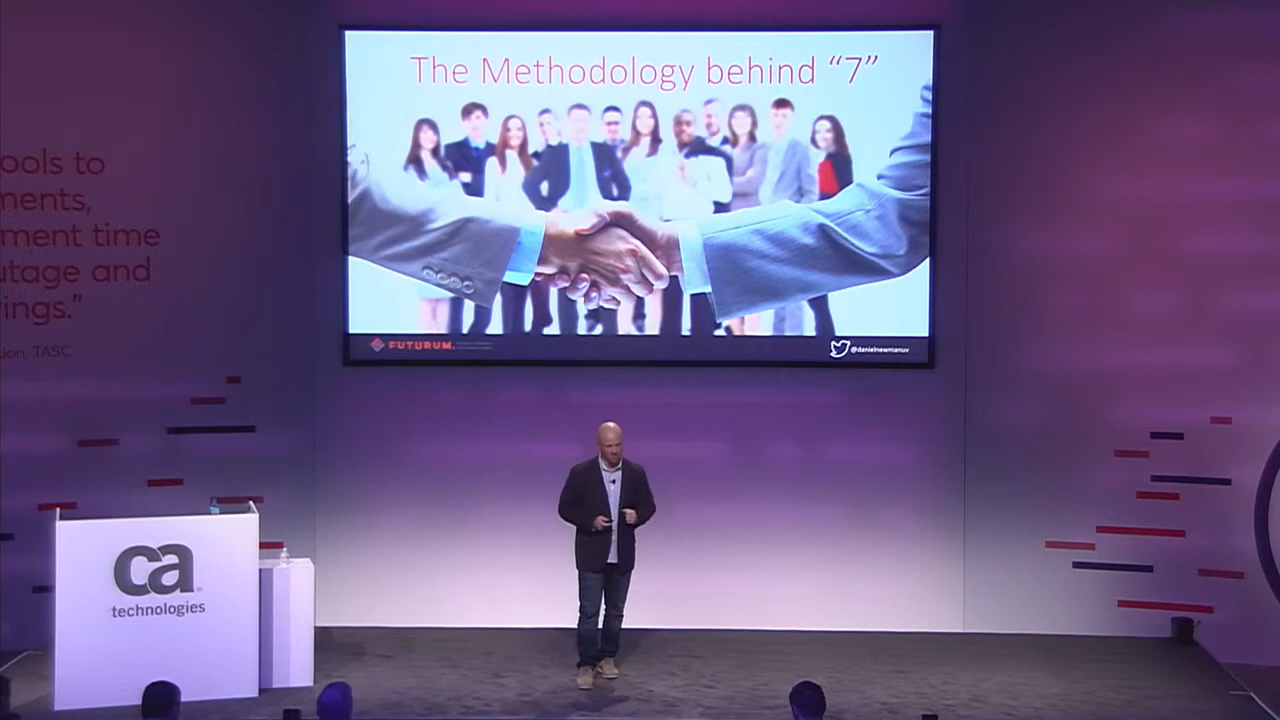 The Methodology behind “7”
FUTURUM
@danielnewmanuv
ools to
ments,
ment time
utage and
ings.”
ion, TASC
ca
technologies